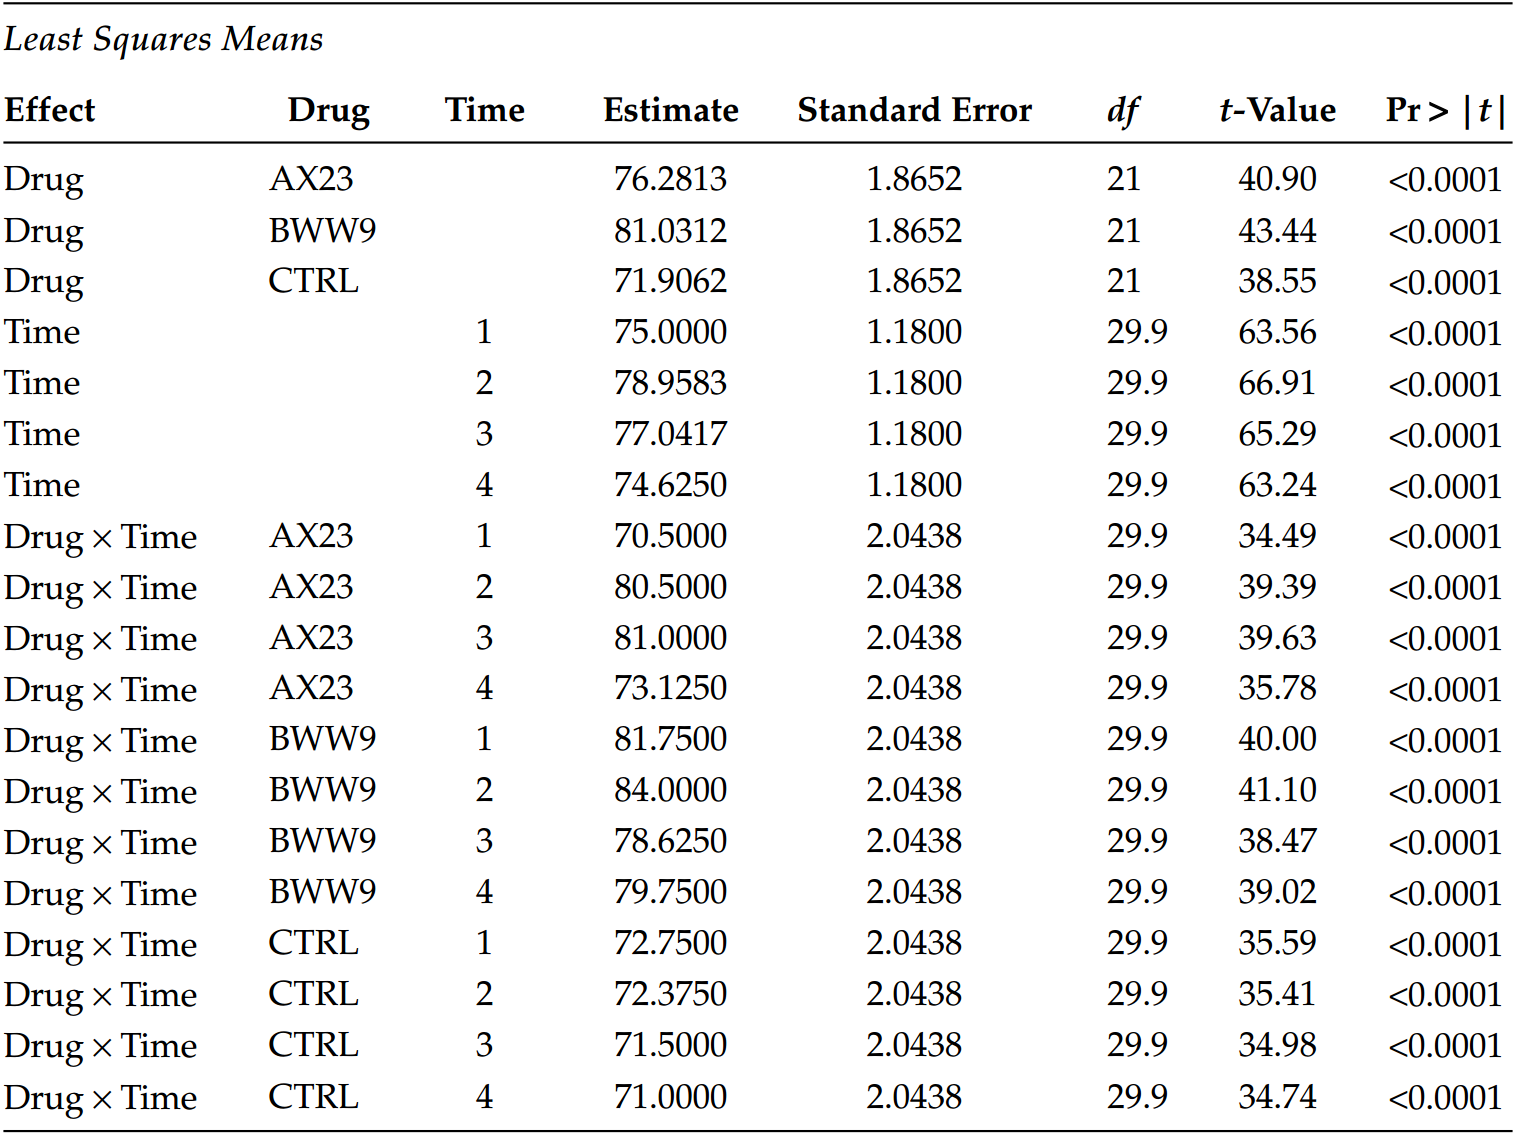 Least Squares Means
Effect Drug Time Estimate Standard Error df t-Value Pr > |t|
Drug AX23 76.2813 1.8652 21 40.90 <0.0001
Drug BWW9 81.0312 1.8652 21 43.44 <0.0001
Drug CTRL 71.9062 1.8652 21 38.55 <0.0001
Time 1 75.0000 1.1800 29.9 63.56 <0.0001
Time 2 78.9583 1.1800 29.9 66.91 <0.0001
Time 3 77.0417 1.1800 29.9 65.29 <0.0001
Time 4 74.6250 1.1800 29.9 63.24 <0.0001
Drug × Time AX23 1 70.5000 2.0438 29.9 34.49 <0.0001
Drug × Time AX23 2 80.5000 2.0438 29.9 39.39 <0.0001
Drug × Time AX23 3 81.0000 2.0438 29.9 39.63 <0.0001
Drug × Time AX23 4 73.1250 2.0438 29.9 35.78 <0.0001
Drug × Time BWW9 1 81.7500 2.0438 29.9 40.00 <0.0001
Drug × Time BWW9 2 84.0000 2.0438 29.9 41.10 <0.0001
Drug × Time BWW9 3 78.6250 2.0438 29.9 38.47 <0.0001
Drug × Time BWW9 4 79.7500 2.0438 29.9 39.02 <0.0001
Drug × Time CTRL 1 72.7500 2.0438 29.9 35.59 <0.0001
Drug × Time CTRL 2 72.3750 2.0438 29.9 35.41 <0.0001
Drug × Time CTRL 3 71.5000 2.0438 29.9 34.98 <0.0001
Drug × Time CTRL 4 71.0000 2.0438 29.9 34.74 <0.0001